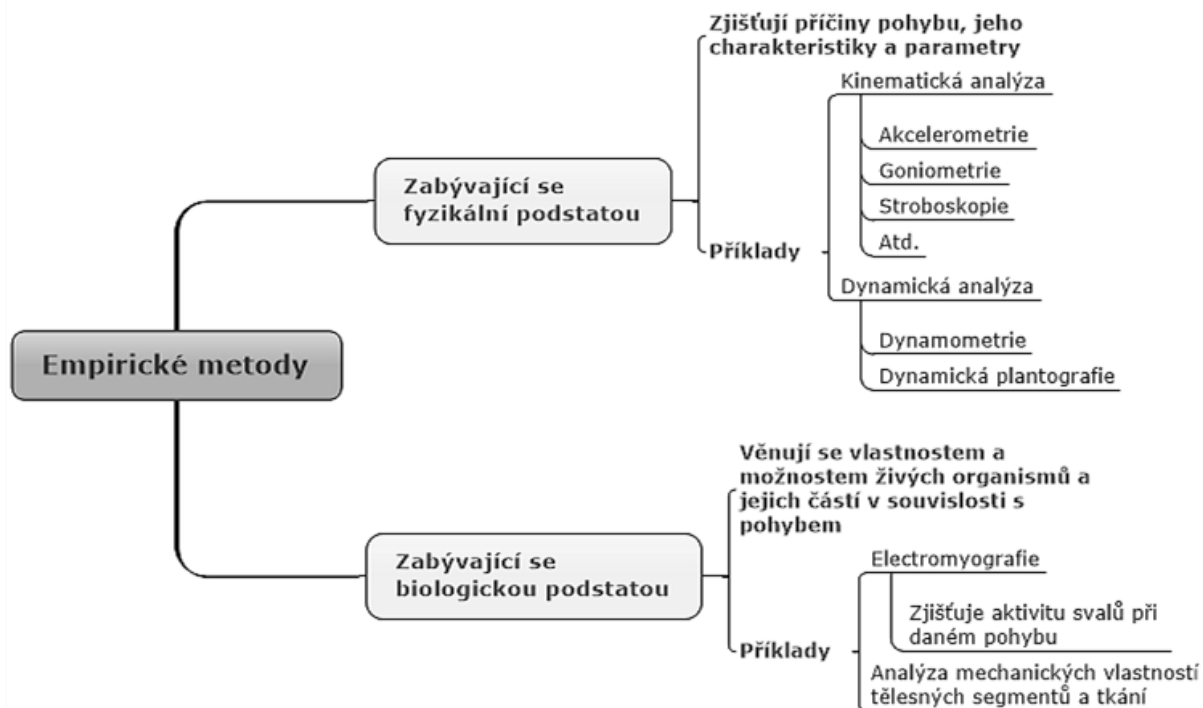 Zjišťují příčiny pohybu, jeho
charakteristiky a parametry
Kinematická analýza
Akcelerometrie
Goniometrie
Stroboskopie
Atd.
Zabývající se
fyzikální podstatou
Příklady
Dynamická analýza
Dynamometrie
Dynamická plantografie
Empirické metody
Věnují se vlastnostem a
možnostem živých organismů a
jejich částí v souvislosti s
pohybem
Zabývající se
biologickou podstatou
Electromyografie
Zjišťuje aktivitu svalů při
daném pohybu
Příklady
Analýza mechanických vlastností
tělesných segmentů a tkání